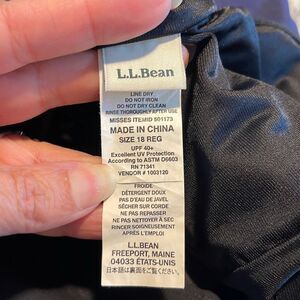 L.L.Bean
LINE DRY
DO NOT IRON
DO NOT DRY CLEAN
RINSE THOROUGHLY AFTER USE
MISSES ITEMID 501173
MADE IN CHINA
SIZE 18 REG
UPF 40+
Excellent UV Protection
According to ASTM D6603
RN 71341
VENDOR # 1003120
FROIDE
DÉTERGENT DOUX
PAS D'EAU DE JAVEL
SÉCHER SUR CORDE
NE PAS REPASSER
NE PAS NETTOYER À SEC
RINCER SOIGNEUSEMENT
APRÈS L'EMPLOI
L.L.BEAN
FREEPORT, MAINE
04033 ÉTATS-UNIS
日本語は裏をご覧ください。